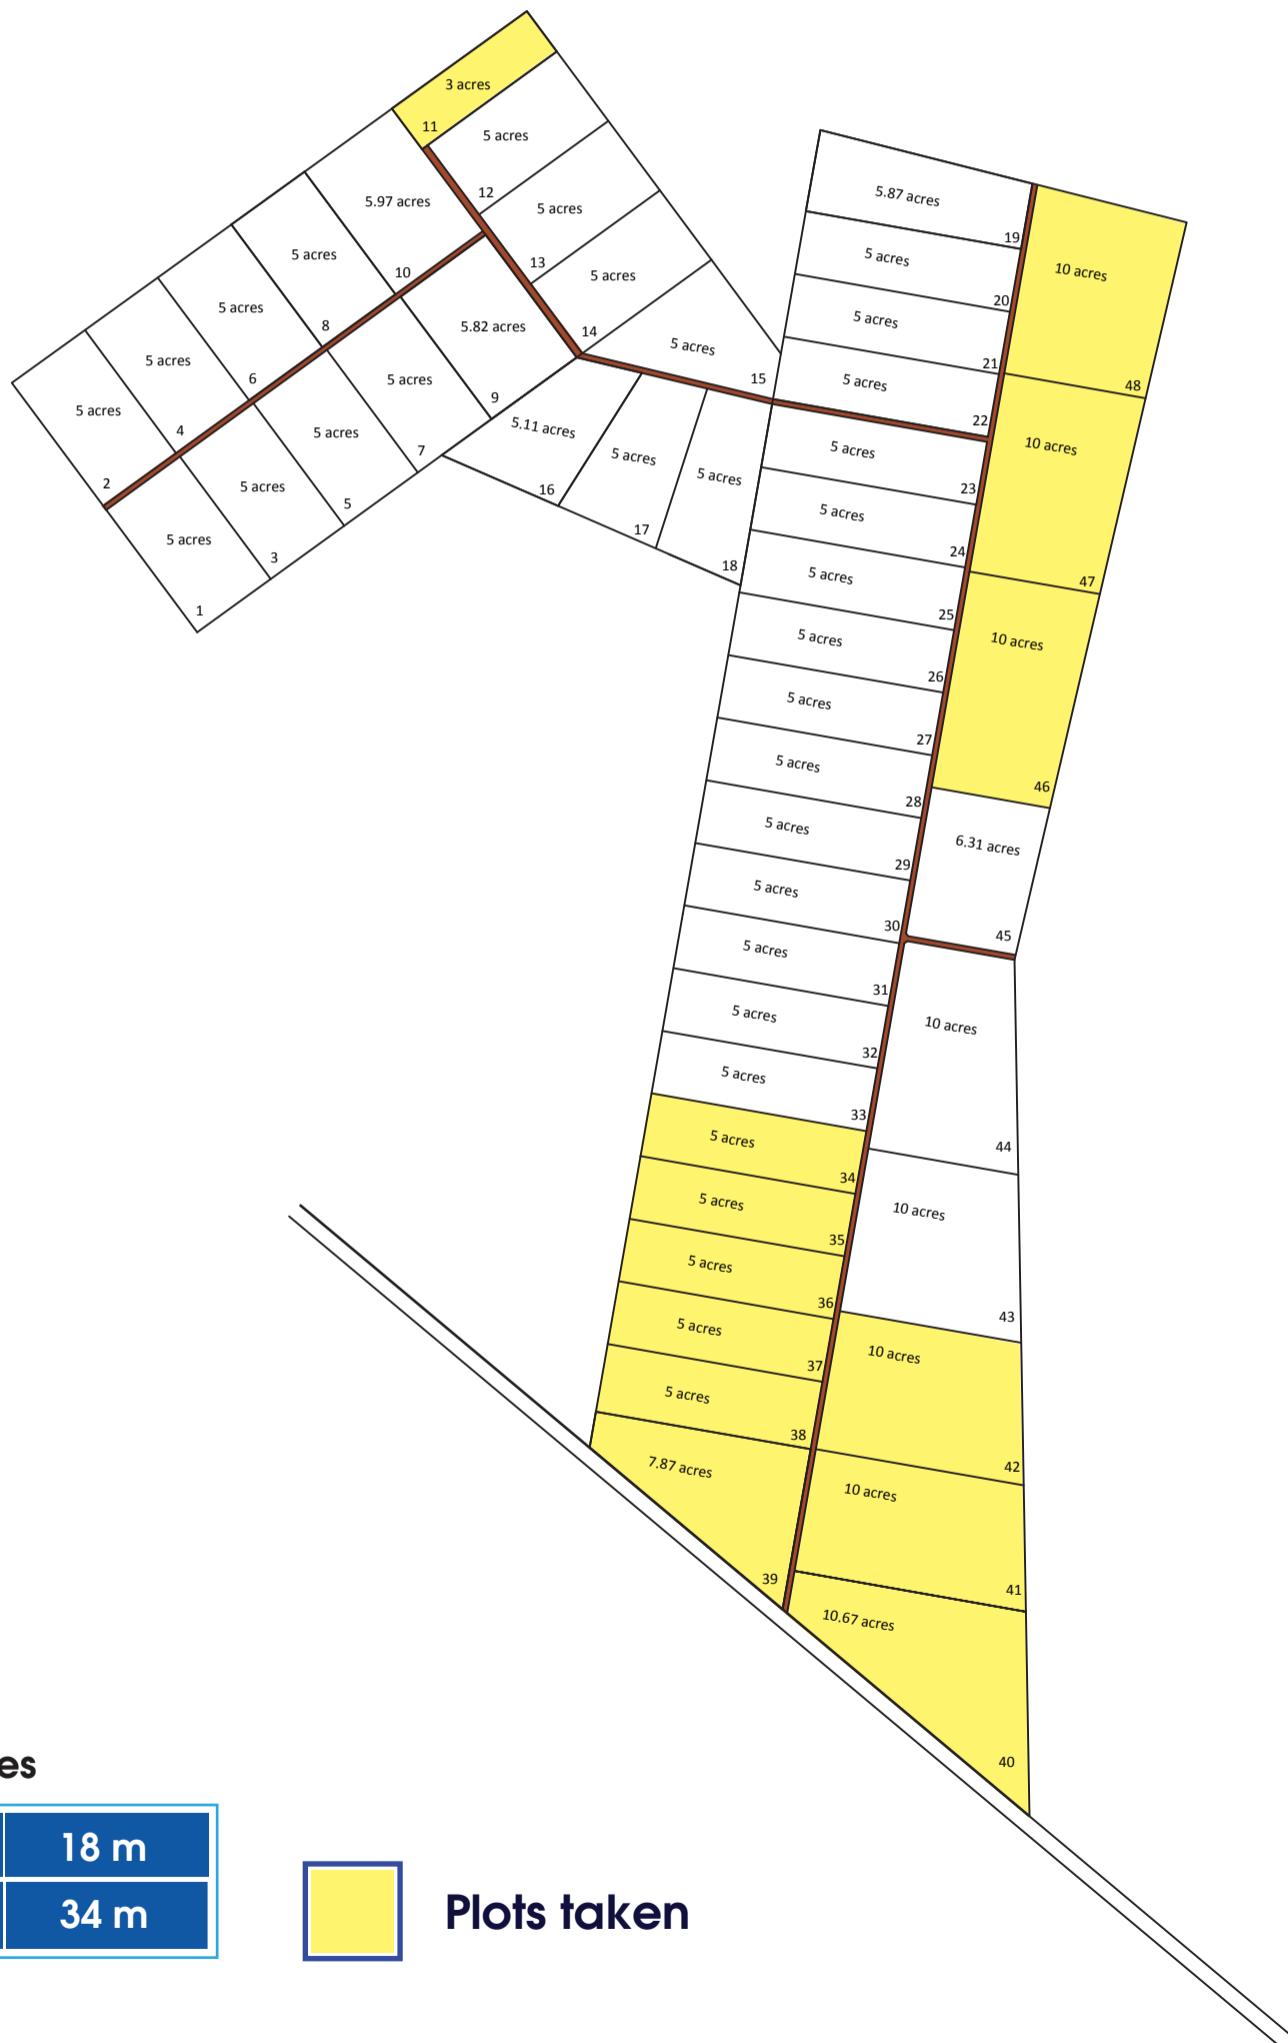 3 acres
11
5 acres
12
5.97 acres
5 acres
13
5 acres
10
5 acres
14
5 acres
8
5.82 acres
5 acres
15
5 acres
6
5 acres
9
5 acres
4
5 acres
7
5 acres
2
5 acres
5
5 acres
3
1
5.11 acres
16
5 acres
17
5 acres
18
5.87 acres
19
5 acres
20
5 acres
21
5 acres
22
5 acres
23
5 acres
24
5 acres
25
5 acres
26
5 acres
27
5 acres
28
5 acres
29
5 acres
30
5 acres
31
5 acres
32
5 acres
33
5 acres
34
5 acres
35
5 acres
36
5 acres
37
5 acres
38
7.87 acres
39
10 acres
48
10 acres
47
10 acres
46
6.31 acres
45
10 acres
44
10 acres
43
10 acres
42
10 acres
41
10.67 acres
40
es
18 m
34 m
Plots taken